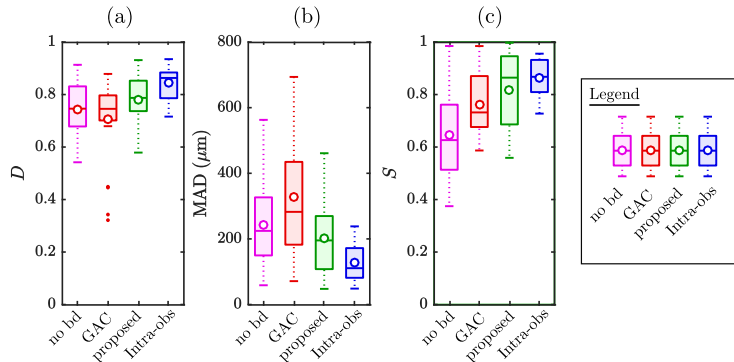 (a)
(b)
(c)
1
0.8
0.6
0.4
0.2
0
D
no bd
GAC
proposed
Intra-obs
800
600
400
200
0
MAD (μm)
no bd
GAC
proposed
Intra-obs
1
0.8
0.6
0.4
0.2
0
S
no bd
GAC
proposed
Intra-obs
Legend
no bd
GAC
proposed
Intra-obs